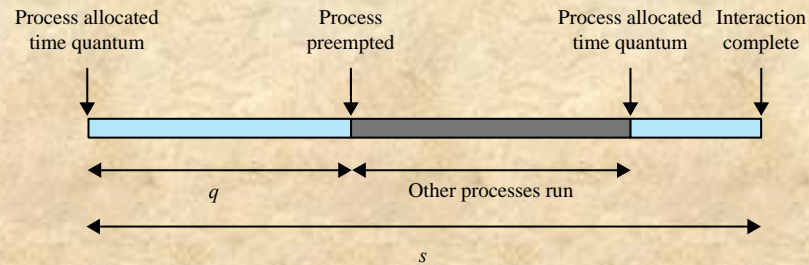 Process allocated
time quantum
Process
preempted
Process allocated
time quantum
Interaction
complete
q
Other processes run
s